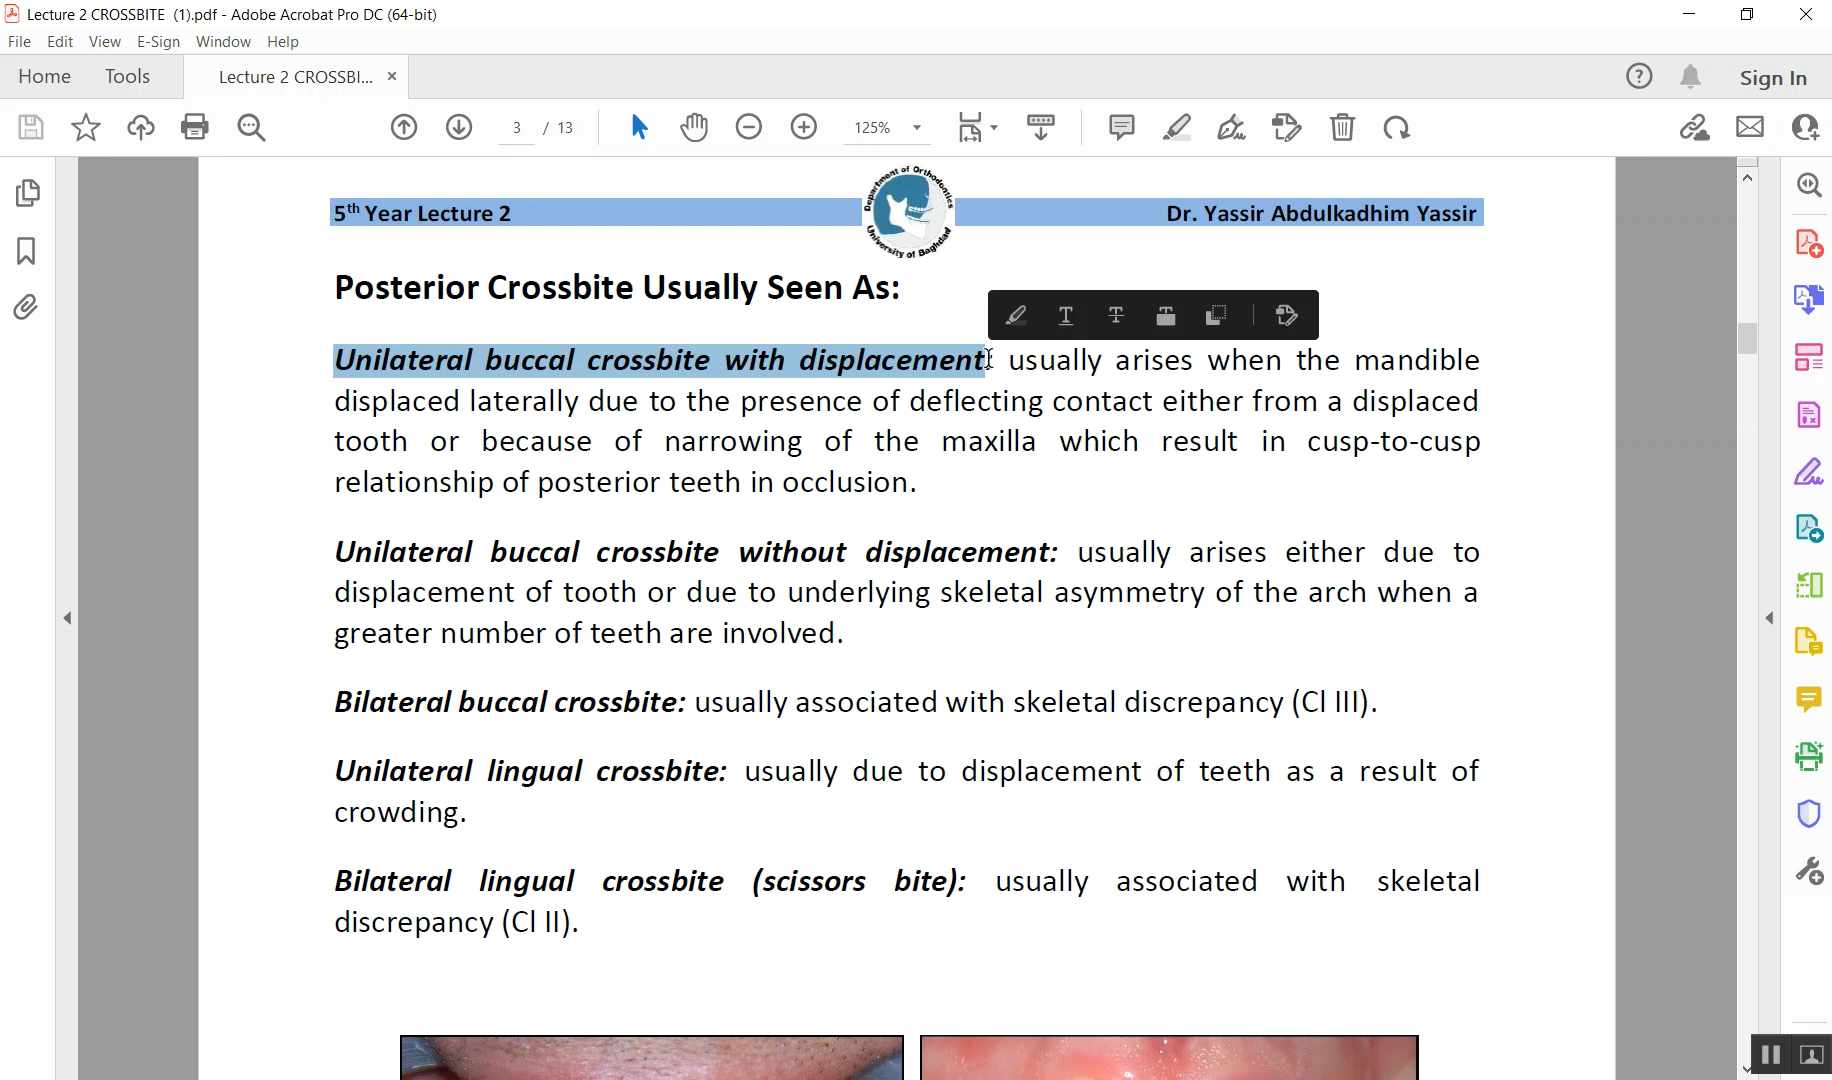 Lecture 2 CROSSBITE (1).pdf - Adobe Acrobat Pro DC (64-bit)
File Edit View E-Sign Window Help
Home Tools Lecture 2 CROSSBI... × Sign In
3 / 13 125%
5th Year Lecture 2 Dr. Yassir Abdulkadhim Yassir
Department of Orthodontics
University of Baghdad
Posterior Crossbite Usually Seen As:
Unilateral buccal crossbite with displacement: usually arises when the mandible
displaced laterally due to the presence of deflecting contact either from a displaced
tooth or because of narrowing of the maxilla which result in cusp-to-cusp
relationship of posterior teeth in occlusion.
Unilateral buccal crossbite without displacement: usually arises either due to
displacement of tooth or due to underlying skeletal asymmetry of the arch when a
greater number of teeth are involved.
Bilateral buccal crossbite: usually associated with skeletal discrepancy (Cl III).
Unilateral lingual crossbite: usually due to displacement of teeth as a result of
crowding.
Bilateral lingual crossbite (scissors bite): usually associated with skeletal
discrepancy (Cl II).